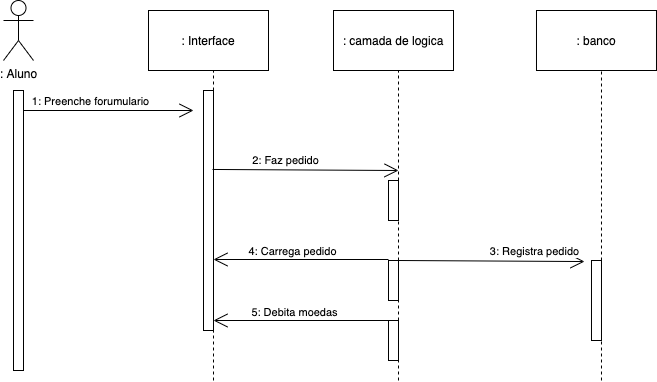 : Aluno
: Interface
: camada de logica
: banco
1: Preenche forumulario
2: Faz pedido
4: Carrega pedido
3: Registra pedido
5: Debita moedas